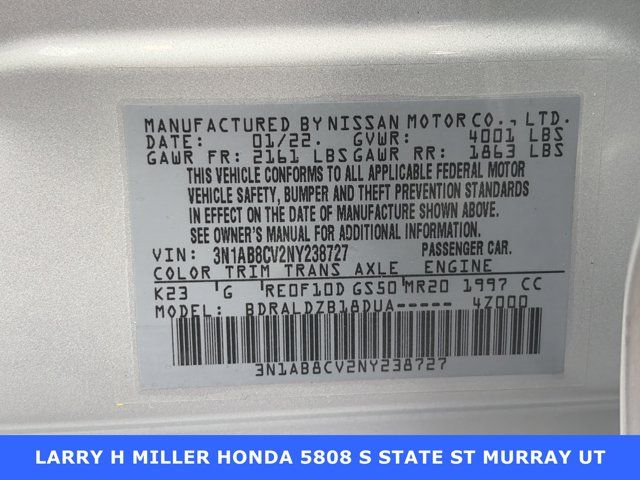 MANUFACTURED BY NISSAN MOTOR CO., LTD.
DATE: 01/22. GVWR: 4001 LBS
GAWR FR: 2161 LBS GAWR RR: 1863 LBS
THIS VEHICLE CONFORMS TO ALL APPLICABLE FEDERAL MOTOR
VEHICLE SAFETY, BUMPER AND THEFT PREVENTION STANDARDS
IN EFFECT ON THE DATE OF MANUFACTURE SHOWN ABOVE.
SEE OWNER'S MANUAL FOR ADDITIONAL INFORMATION.
VIN: 3N1AB8CV2NY238727 PASSENGER CAR.
COLOR TRIM TRANS AXLE ENGINE
K23 G RE0F10D GS50 MR20 1997 CC
MODEL: BDRALDZB18DUA----- 4Z000
3N1AB8CV2NY238727
LARRY H MILLER HONDA 5808 S STATE ST MURRAY UT